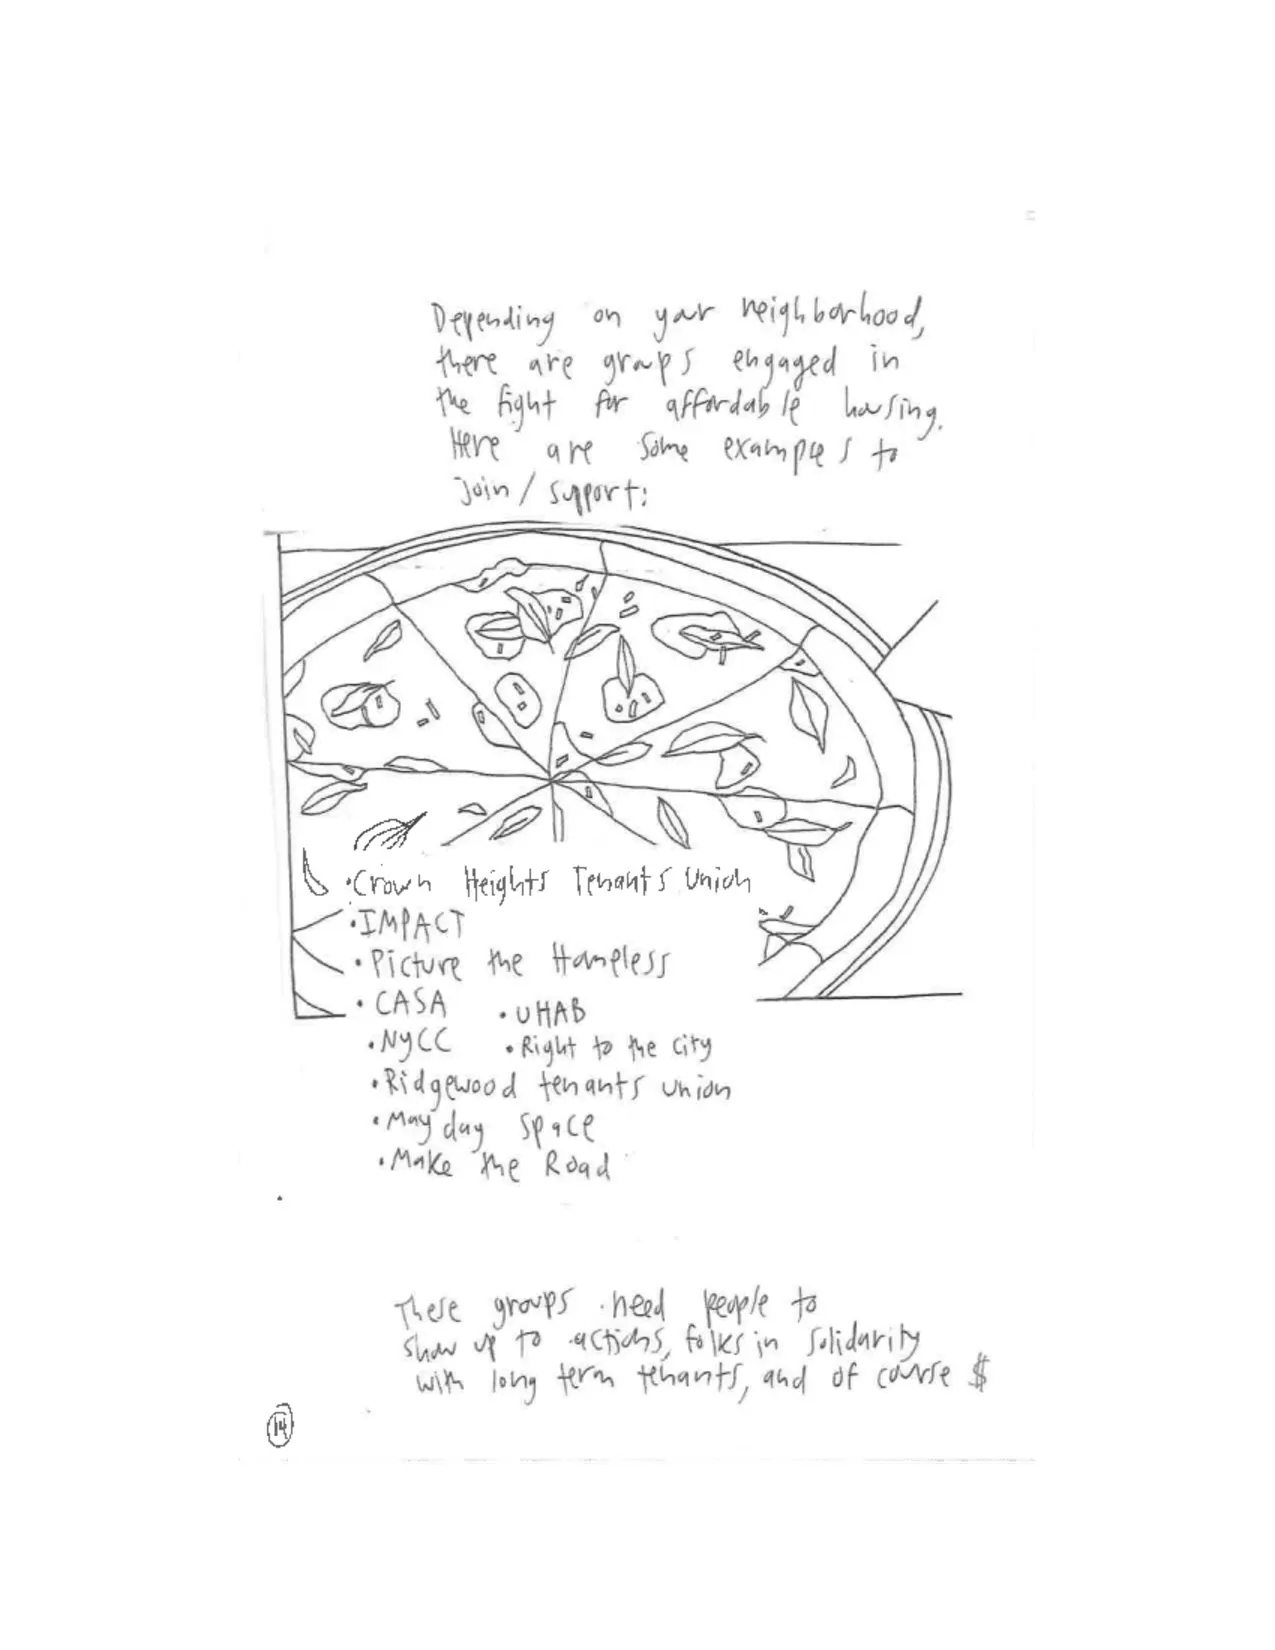 Depending on your neighborhood,
there are groups engaged in
the fight for affordable housing.
Here are some examples to
join / support:
• Crown Heights Tenants Union
• IMPACT
• Picture the Homeless
• CASA • UHAB
• NYCC • Right to the City
• Ridgewood tenants union
• May day space
• Make the Road
These groups need people to
show up to actions, folks in solidarity
with long term tenants, and of course $
14